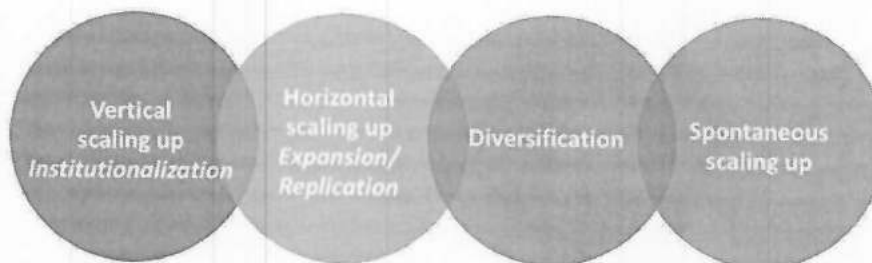 Vertical
scaling up
Institutionalization
Horizontal
scaling up
Expansion/
Replication
Diversification
Spontaneous
scaling up